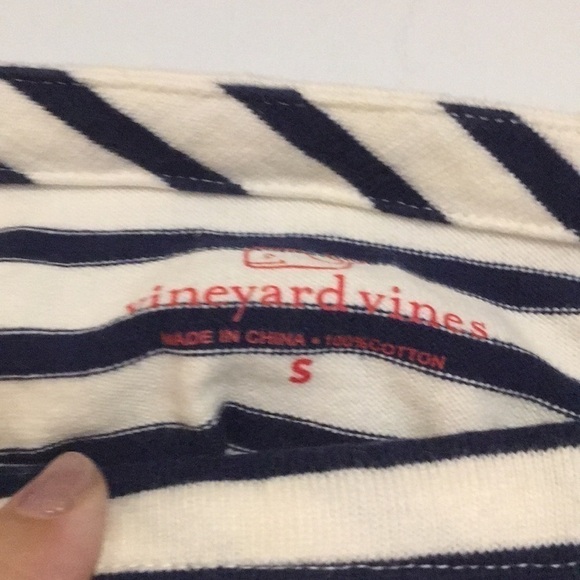 vineyard vines
MADE IN CHINA • 100% COTTON
S